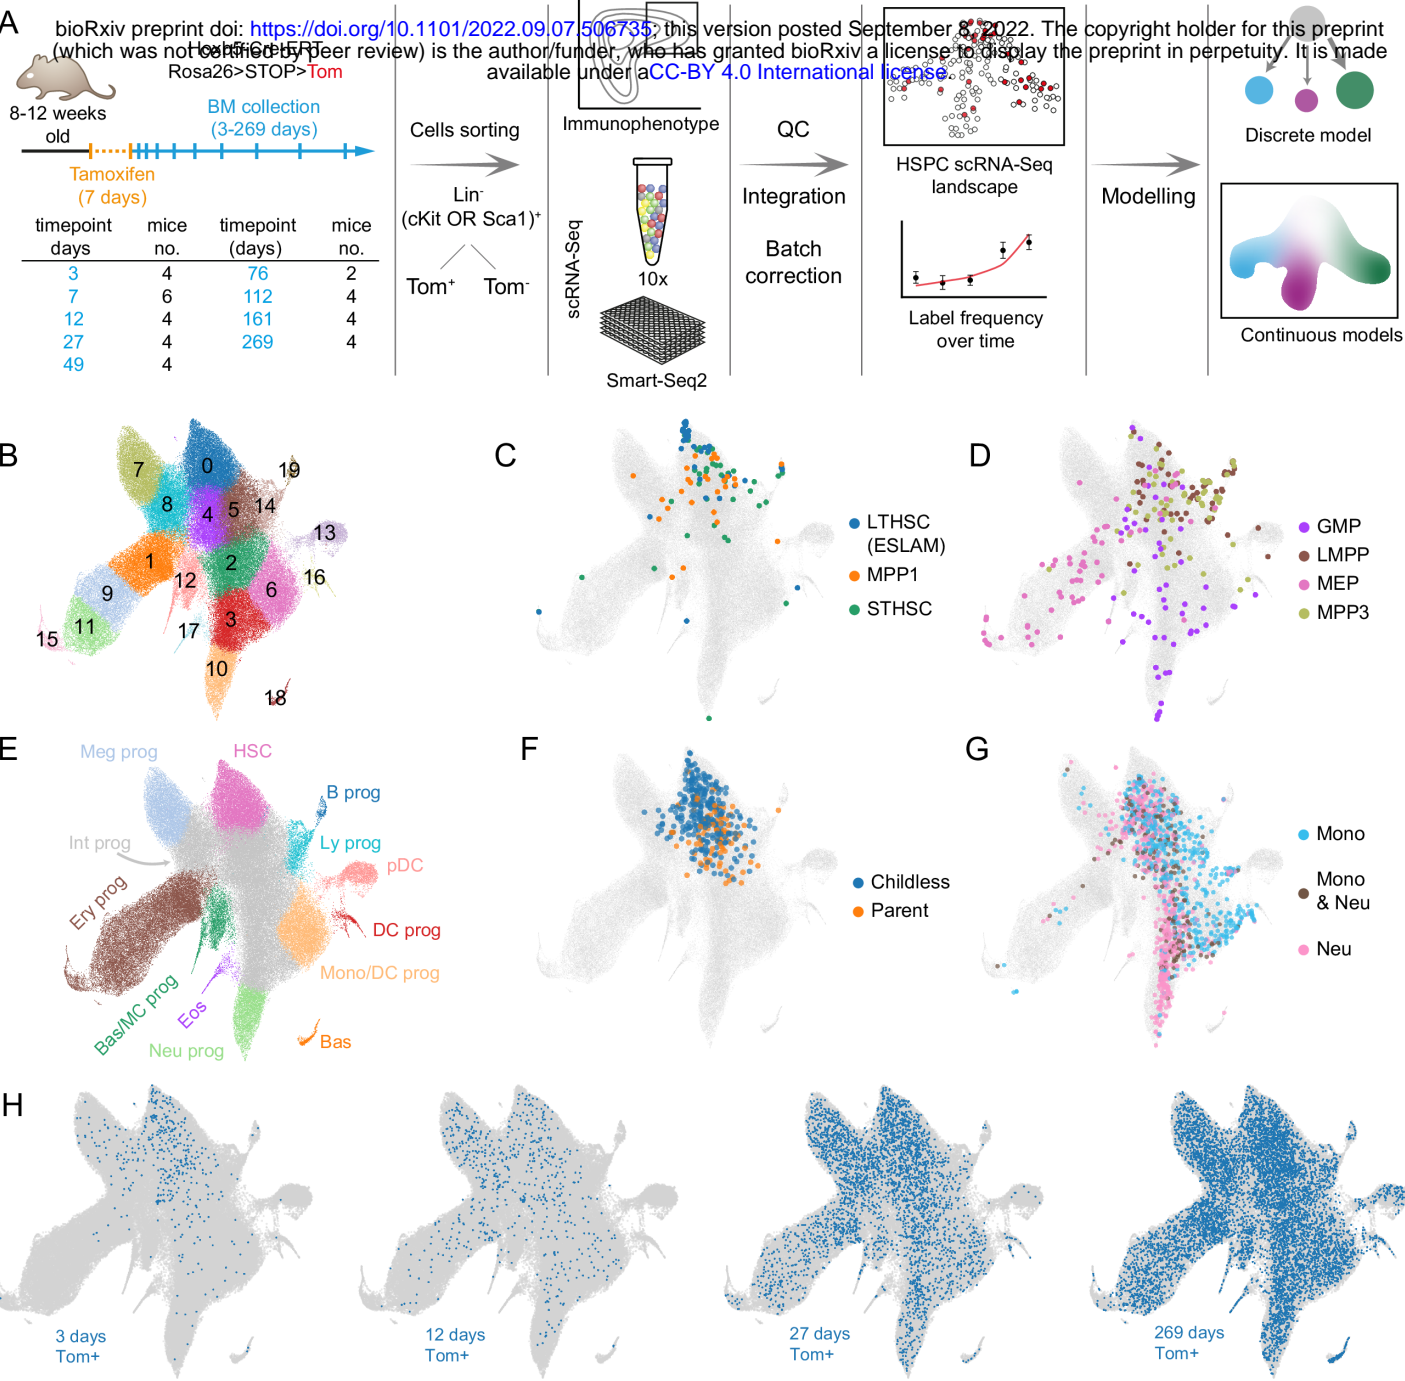 A
bioRxiv preprint doi: https://doi.org/10.1101/2022.09.07.506735; this version posted September 8, 2022. The copyright holder for this preprint
(which was not certified by peer review) is the author/funder, who has granted bioRxiv a license to display the preprint in perpetuity. It is made
available under aCC-BY 4.0 International license.
Hoxb5-Cre-ERT
Rosa26>STOP>Tom
8-12 weeks
old
BM collection
(3-269 days)
Tamoxifen
(7 days)
timepoint mice timepoint mice
days no. (days) no.
3 4 76 2
7 6 112 4
12 4 161 4
27 4 269 4
49 4
Cells sorting
Lin-
(cKit OR Sca1)+
Tom+ Tom-
Immunophenotype
scRNA-Seq
10x
Smart-Seq2
QC
Integration
Batch
correction
HSPC scRNA-Seq
landscape
Label frequency
over time
Modelling
Discrete model
Continuous models
B
7
0
19
8
4
5
14
13
1
2
12
16
9
6
11
3
17
15
10
18
C
LTHSC
(ESLAM)
MPP1
STHSC
D
GMP
LMPP
MEP
MPP3
E
Meg prog
HSC
B prog
Int prog
Ly prog
pDC
Ery prog
DC prog
Mono/DC prog
Bas/MC prog
Eos
Neu prog
Bas
F
Childless
Parent
G
Mono
Mono
& Neu
Neu
H
3 days
Tom+
12 days
Tom+
27 days
Tom+
269 days
Tom+